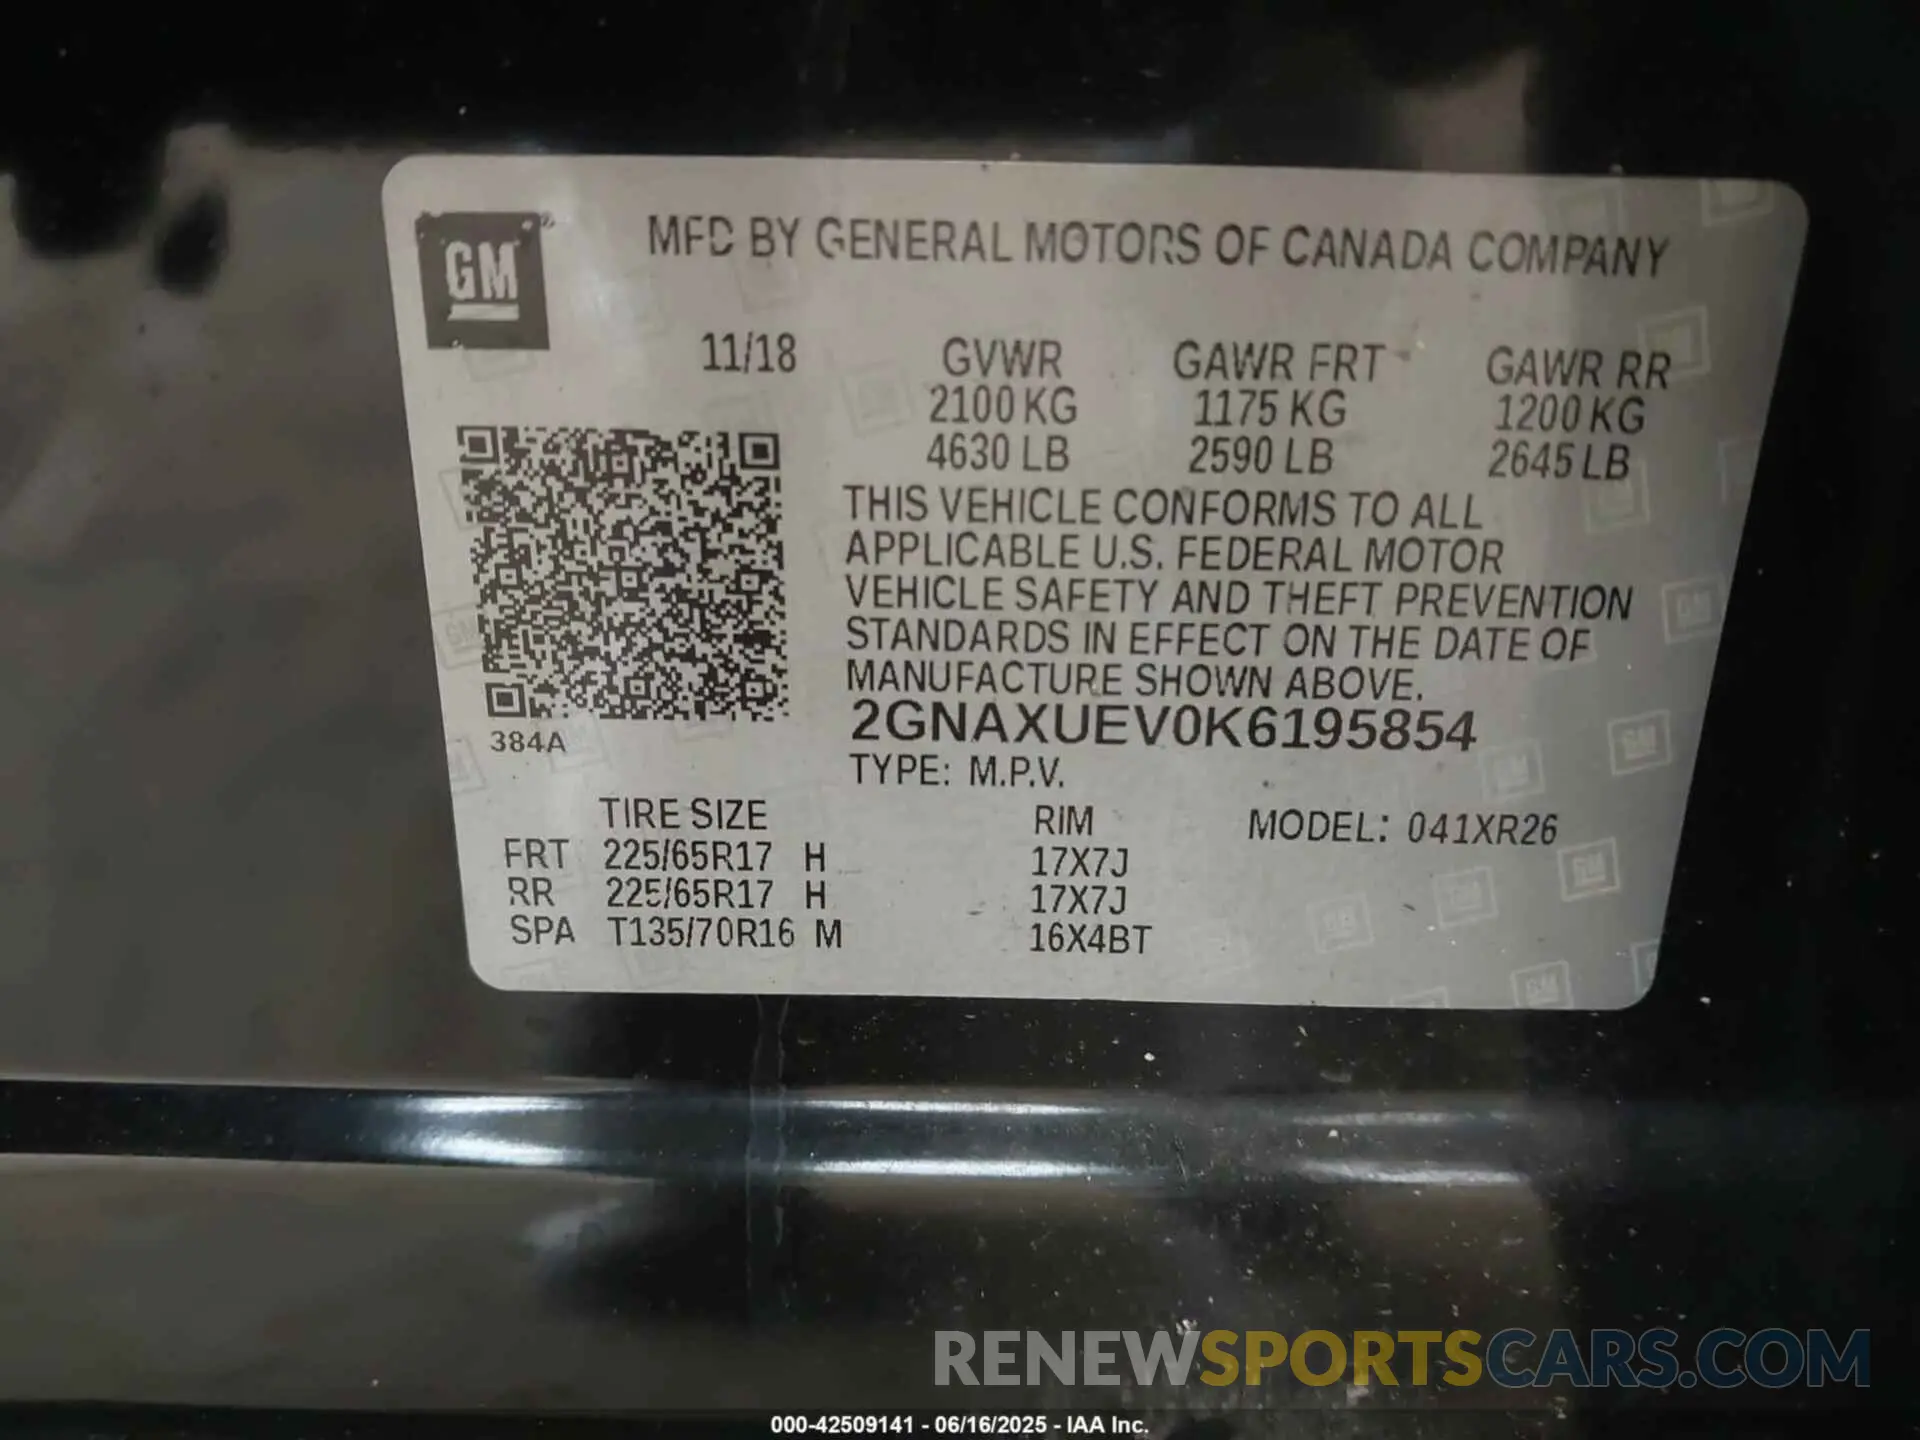 GM
MFD BY GENERAL MOTORS OF CANADA COMPANY
11/18 GVWR GAWR FRT GAWR RR
2100 KG 1175 KG 1200 KG
4630 LB 2590 LB 2645 LB
THIS VEHICLE CONFORMS TO ALL
APPLICABLE U.S. FEDERAL MOTOR
VEHICLE SAFETY AND THEFT PREVENTION
STANDARDS IN EFFECT ON THE DATE OF
MANUFACTURE SHOWN ABOVE.
2GNAXUEV0K6195854
384A
TYPE: M.P.V.
TIRE SIZE RIM MODEL: 041XR26
FRT 225/65R17 H 17X7J
RR 225/65R17 H 17X7J
SPA T135/70R16 M 16X4BT
RENEWSPORTSCARS.COM
000-42509141 - 06/16/2025 - IAA Inc.